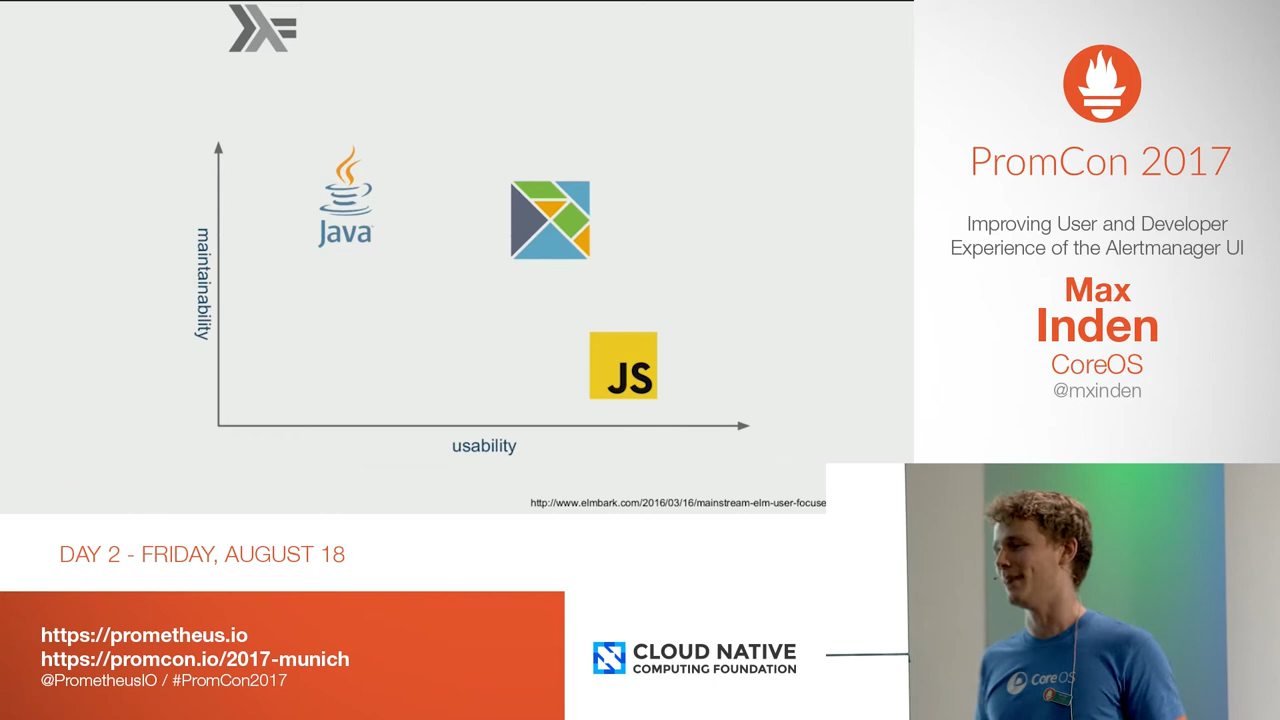 Java
maintainability
JS
usability
http://www.elmbark.com/2016/03/16/mainstream-elm-user-focuse
PromCon 2017
Improving User and Developer
Experience of the Alertmanager UI
Max
Inden
CoreOS
@mxinden
DAY 2 - FRIDAY, AUGUST 18
https://prometheus.io
https://promcon.io/2017-munich
@PrometheusIO / #PromCon2017
CLOUD NATIVE
COMPUTING FOUNDATION
CoreOS